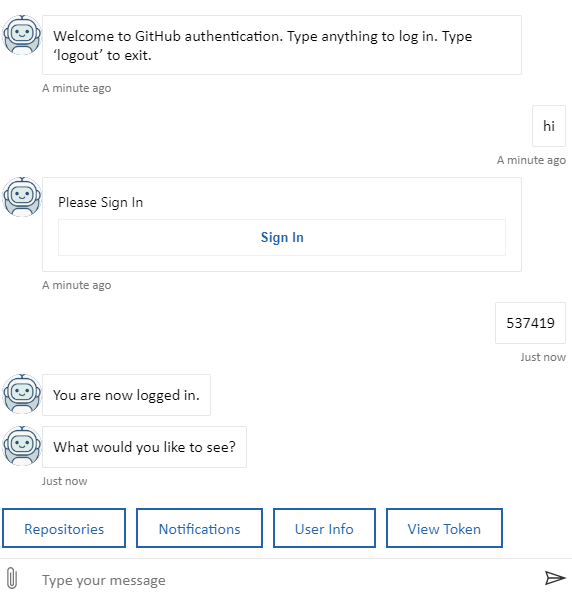 Welcome to GitHub authentication. Type anything to log in. Type
‘logout’ to exit.
A minute ago
hi
A minute ago
Please Sign In
Sign In
A minute ago
537419
Just now
You are now logged in.
What would you like to see?
Just now
Repositories Notifications User Info View Token
Type your message